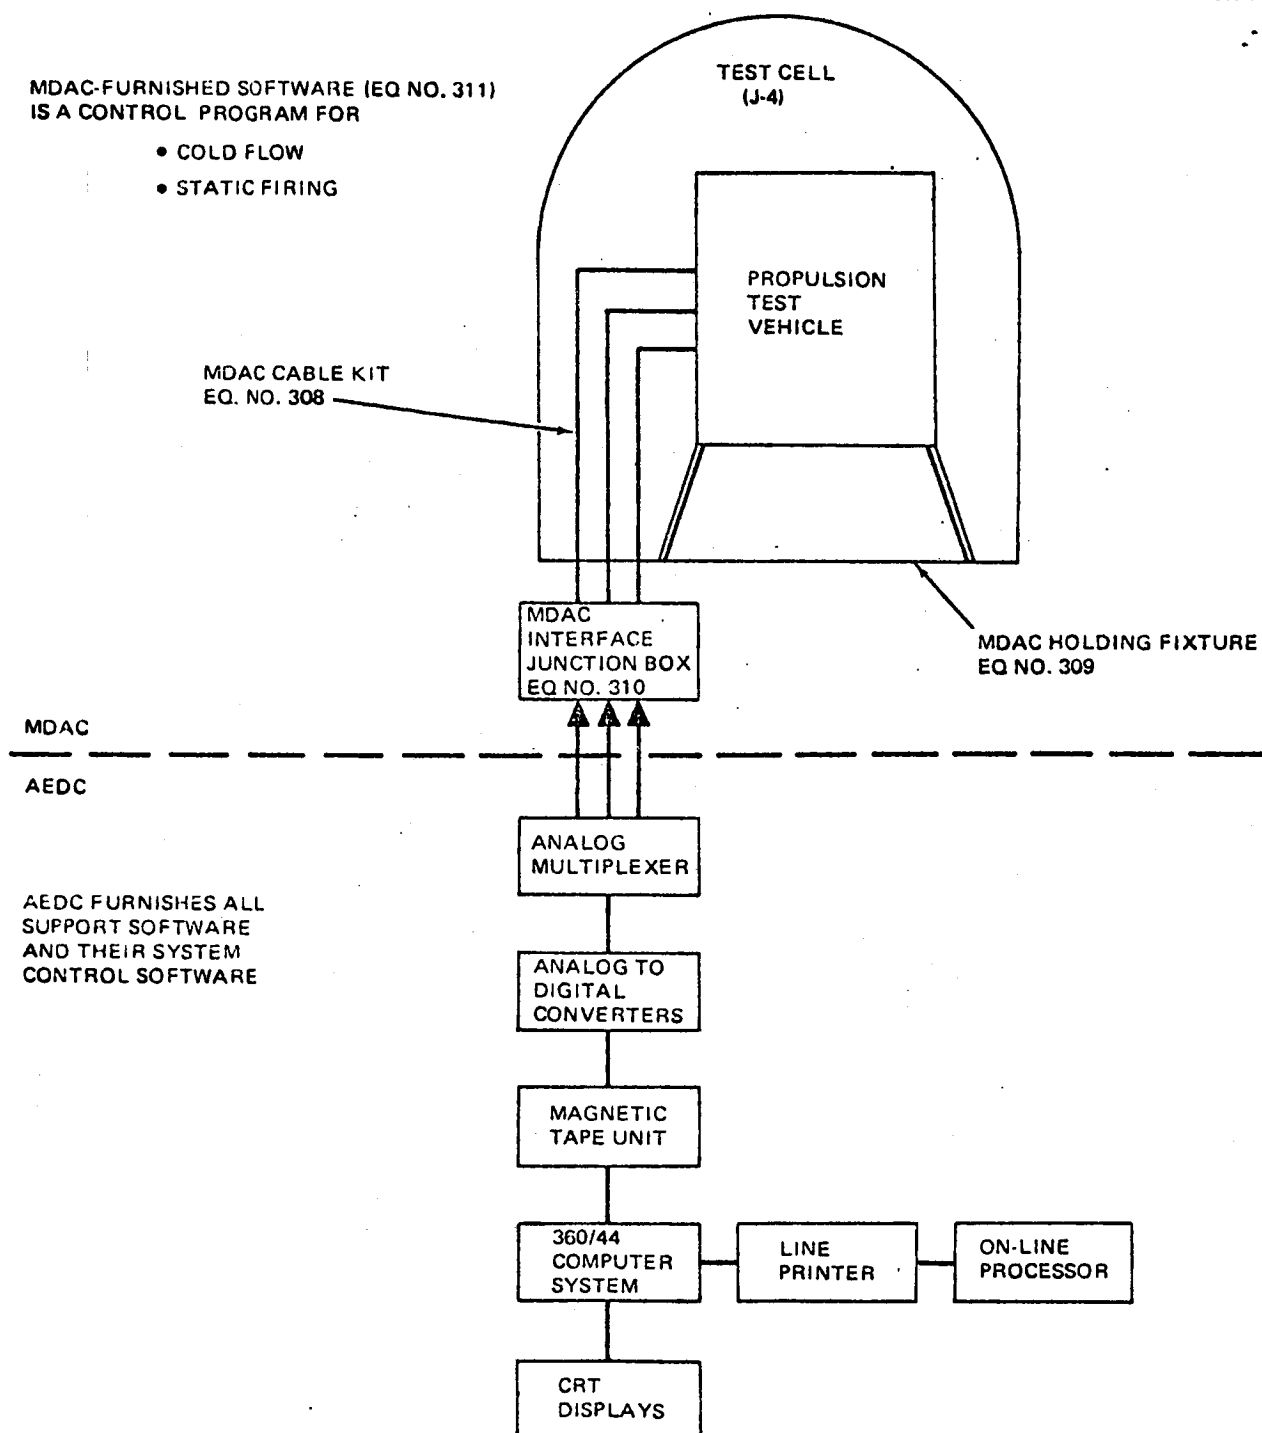 MDAC-FURNISHED SOFTWARE (EQ NO. 311)
IS A CONTROL PROGRAM FOR
• COLD FLOW
• STATIC FIRING
TEST CELL
(J-4)
PROPULSION
TEST
VEHICLE
MDAC CABLE KIT
EQ. NO. 308
MDAC
INTERFACE
JUNCTION BOX
EQ NO. 310
MDAC HOLDING FIXTURE
EQ NO. 309
MDAC
AEDC
ANALOG
MULTIPLEXER
AEDC FURNISHES ALL
SUPPORT SOFTWARE
AND THEIR SYSTEM
CONTROL SOFTWARE
ANALOG TO
DIGITAL
CONVERTERS
MAGNETIC
TAPE UNIT
360/44
COMPUTER
SYSTEM
LINE
PRINTER
ON-LINE
PROCESSOR
CRT
DISPLAYS